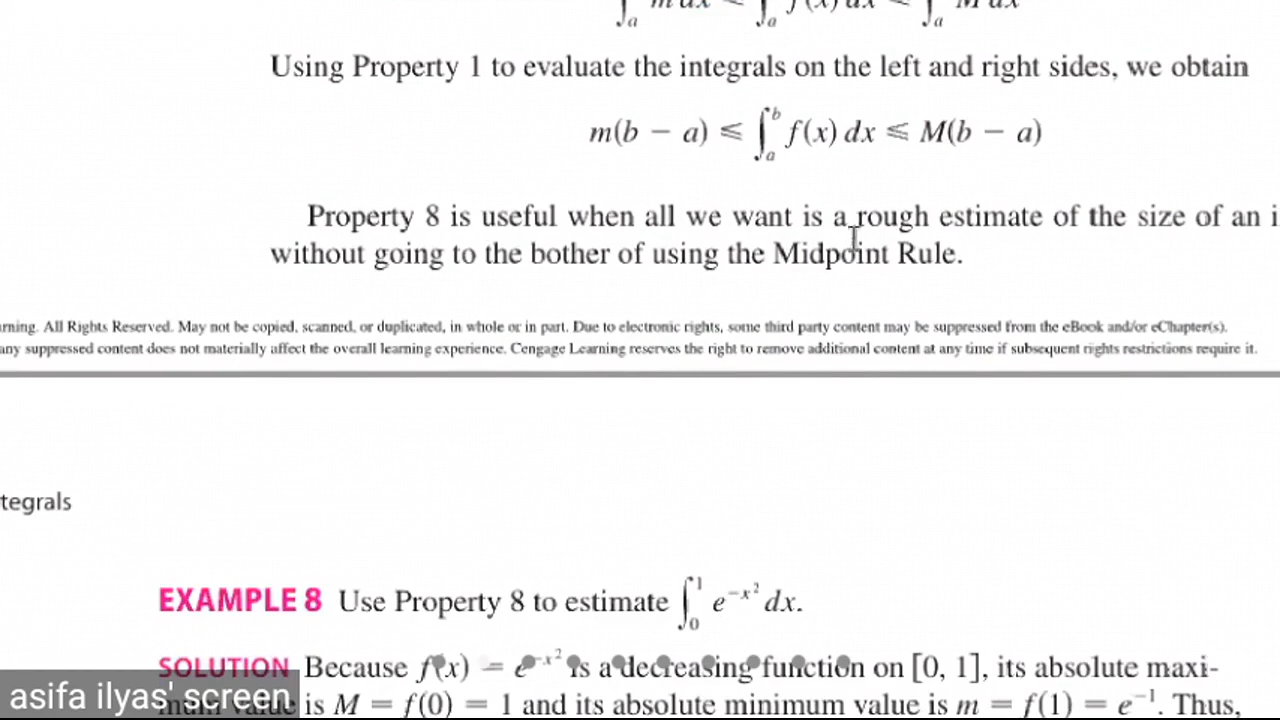 ∫ₐ m dx ≤ ∫ₐ f(x) dx ≤ ∫ₐ M dx
Using Property 1 to evaluate the integrals on the left and right sides, we obtain
m(b − a) ≤ ∫ₐᵇ f(x) dx ≤ M(b − a)
Property 8 is useful when all we want is a rough estimate of the size of an i
without going to the bother of using the Midpoint Rule.
rning. All Rights Reserved. May not be copied, scanned, or duplicated, in whole or in part. Due to electronic rights, some third party content may be suppressed from the eBook and/or eChapter(s).
any suppressed content does not materially affect the overall learning experience. Cengage Learning reserves the right to remove additional content at any time if subsequent rights restrictions require it.
tegrals
EXAMPLE 8 Use Property 8 to estimate ∫₀¹ e^(−x²) dx.
SOLUTION Because f(x) = e^(−x²) is a decreasing function on [0, 1], its absolute maxi-
value is M = f(0) = 1 and its absolute minimum value is m = f(1) = e⁻¹. Thus,
asifa ilyas' screen